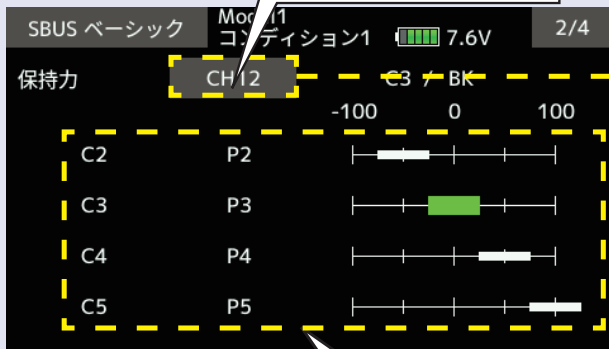 SBUS ベーシック
Model1
コンディション1
7.6V
2/4
保持力
CH12
C3 / BK
-100 0 100
C2 P2
C3 P3
C4 P4
C5 P5